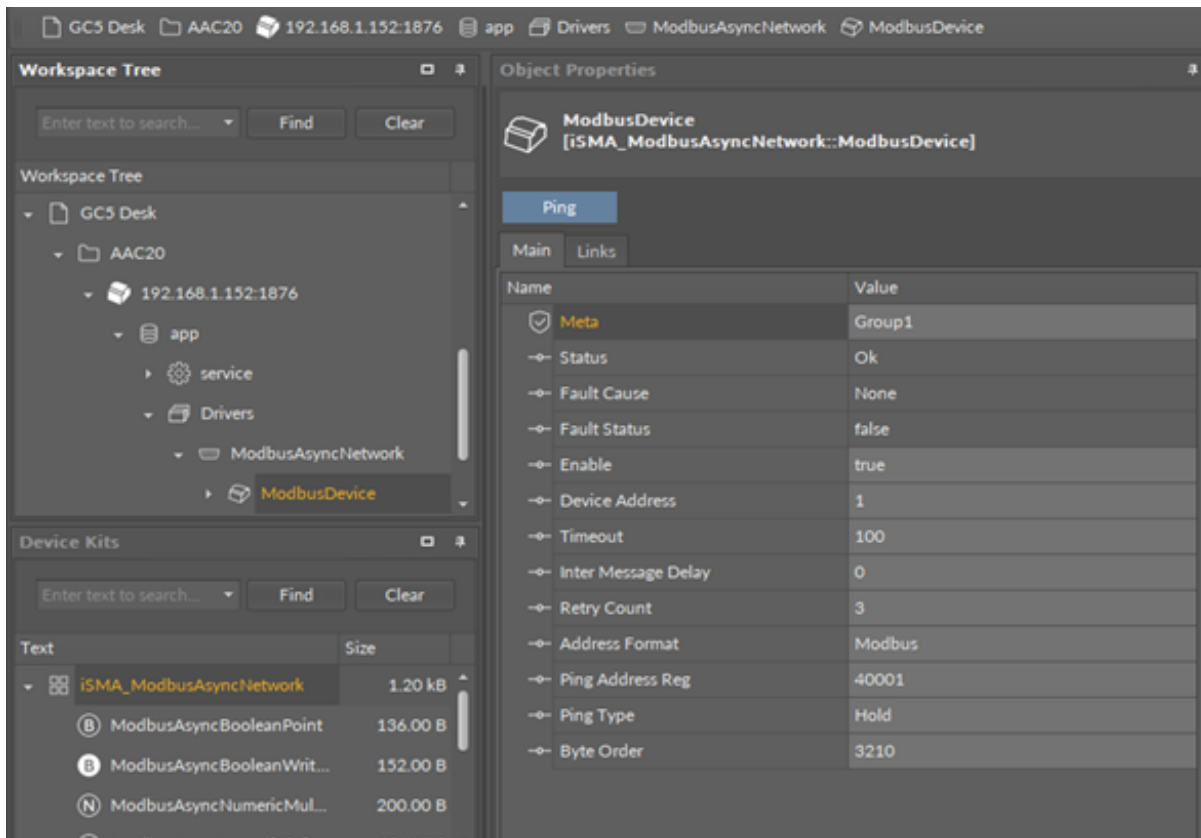 GC5 Desk AAC20 192.168.1.152:1876 app Drivers ModbusAsyncNetwork ModbusDevice
Workspace Tree
Enter text to search... Find Clear
Workspace Tree
GC5 Desk
AAC20
192.168.1.152:1876
app
service
Drivers
ModbusAsyncNetwork
ModbusDevice
Device Kits
Enter text to search... Find Clear
Text Size
iSMA_ModbusAsyncNetwork 1.20 kB
B ModbusAsyncBooleanPoint 136.00 B
B ModbusAsyncBooleanWrit... 152.00 B
N ModbusAsyncNumericMul... 200.00 B
Object Properties
ModbusDevice
[iSMA_ModbusAsyncNetwork::ModbusDevice]
Ping
Main Links
Name Value
Meta Group1
Status Ok
Fault Cause None
Fault Status false
Enable true
Device Address 1
Timeout 100
Inter Message Delay 0
Retry Count 3
Address Format Modbus
Ping Address Reg 40001
Ping Type Hold
Byte Order 3210